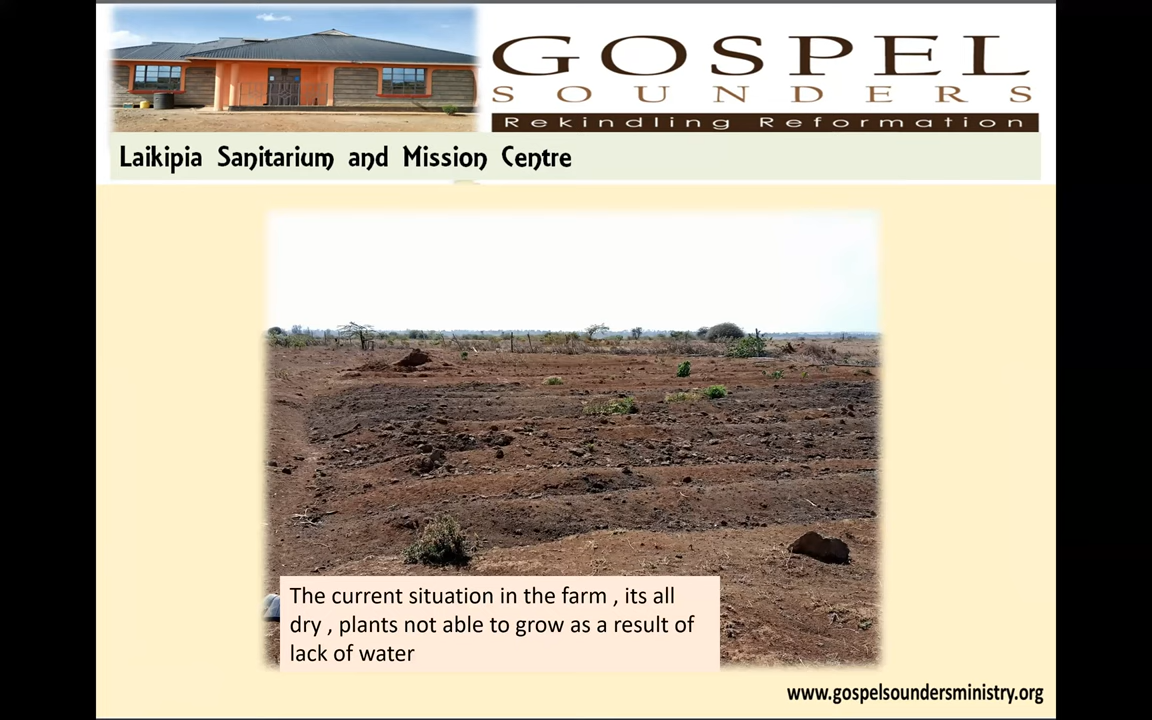 GOSPEL
SOUNDERS
Rekindling Reformation
Laikipia Sanitarium and Mission Centre
The current situation in the farm , its all
dry , plants not able to grow as a result of
lack of water
www.gospelsoundersministry.org